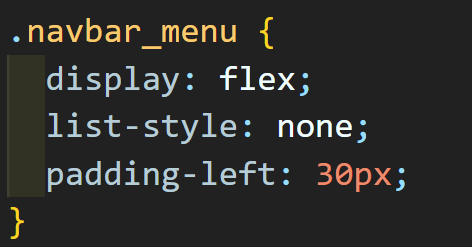 .navbar_menu {
  display: flex;
  list-style: none;
  padding-left: 30px;
}